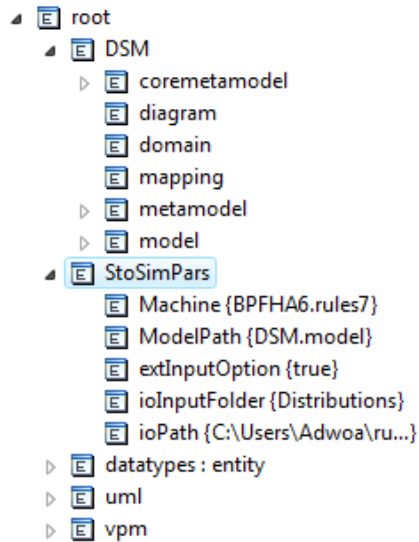 root
DSM
coremetamodel
diagram
domain
mapping
metamodel
model
StoSimPars
Machine {BPFHA6.rules7}
ModelPath {DSM.model}
extInputOption {true}
ioInputFolder {Distributions}
ioPath {C:\Users\Adwoa\ru...}
datatypes : entity
uml
vpm